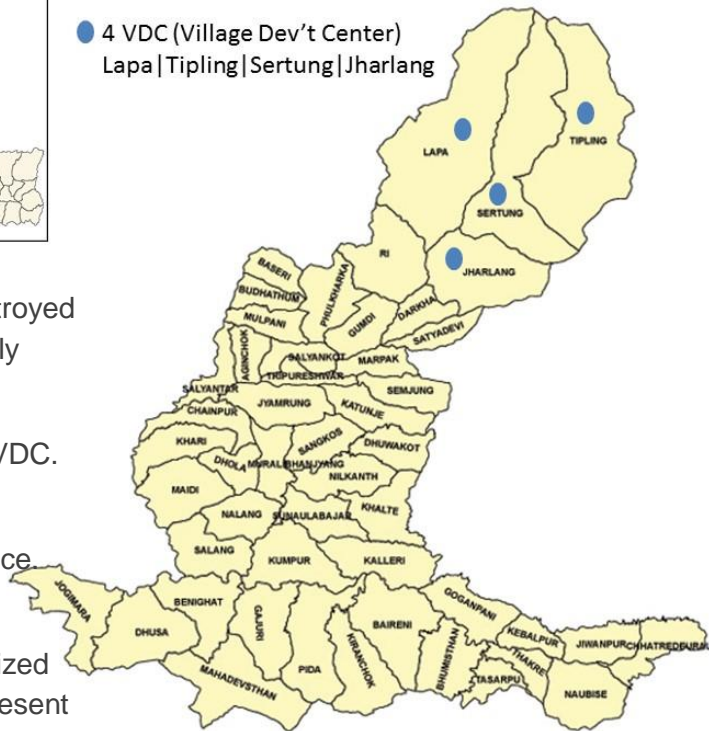 4 VDC (Village Dev't Center)
Lapa|Tipling|Sertung|Jharlang
LAPA
TIPLING
SERTUNG
RI
JHARLANG
BASERI
BUDHATHUM
PHULKHARKA
MULPANI
GUMDI
DARKHA
SATYADEVI
AGINCHOK
SALYANKOT
MARPAK
TRIPURESHWAR
SALYANTAR
SEMJUNG
CHAINPUR
JYAMRUNG
KATUNJE
KHARI
SANGKOS
DHUWAKOT
DHOLA
MURALIBHANJYANG
NILKANTH
MAIDI
NALANG
SUNAULABAJAR
KHALTE
SALANG
KUMPUR
KALLERI
JOGIMARA
BENIGHAT
DHUSA
GAJURI
BAIRENI
GOGANPANI
KEBALPUR
JIWANPUR
MAHADEVSTHAN
PIDA
KIRANCHOK
BHUMISTHAN
THAKRE
TASARPU
NAUBISE
troyed
ly
VDC.
ce.
ized
esent